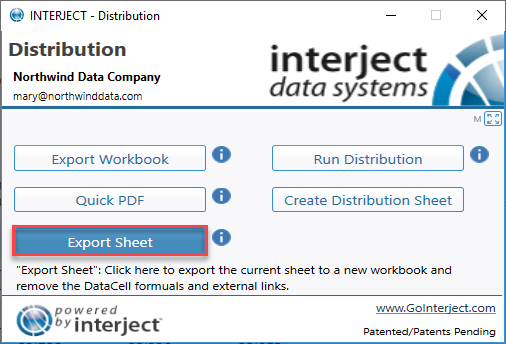 INTERJECT - Distribution
Distribution
Northwind Data Company
mary@northwinddata.com
interject
data systems
M
Export Workbook
Run Distribution
Quick PDF
Create Distribution Sheet
Export Sheet
"Export Sheet": Click here to export the current sheet to a new workbook and
remove the DataCell formuals and external links.
powered
by interject
www.GoInterject.com
Patented/Patents Pending